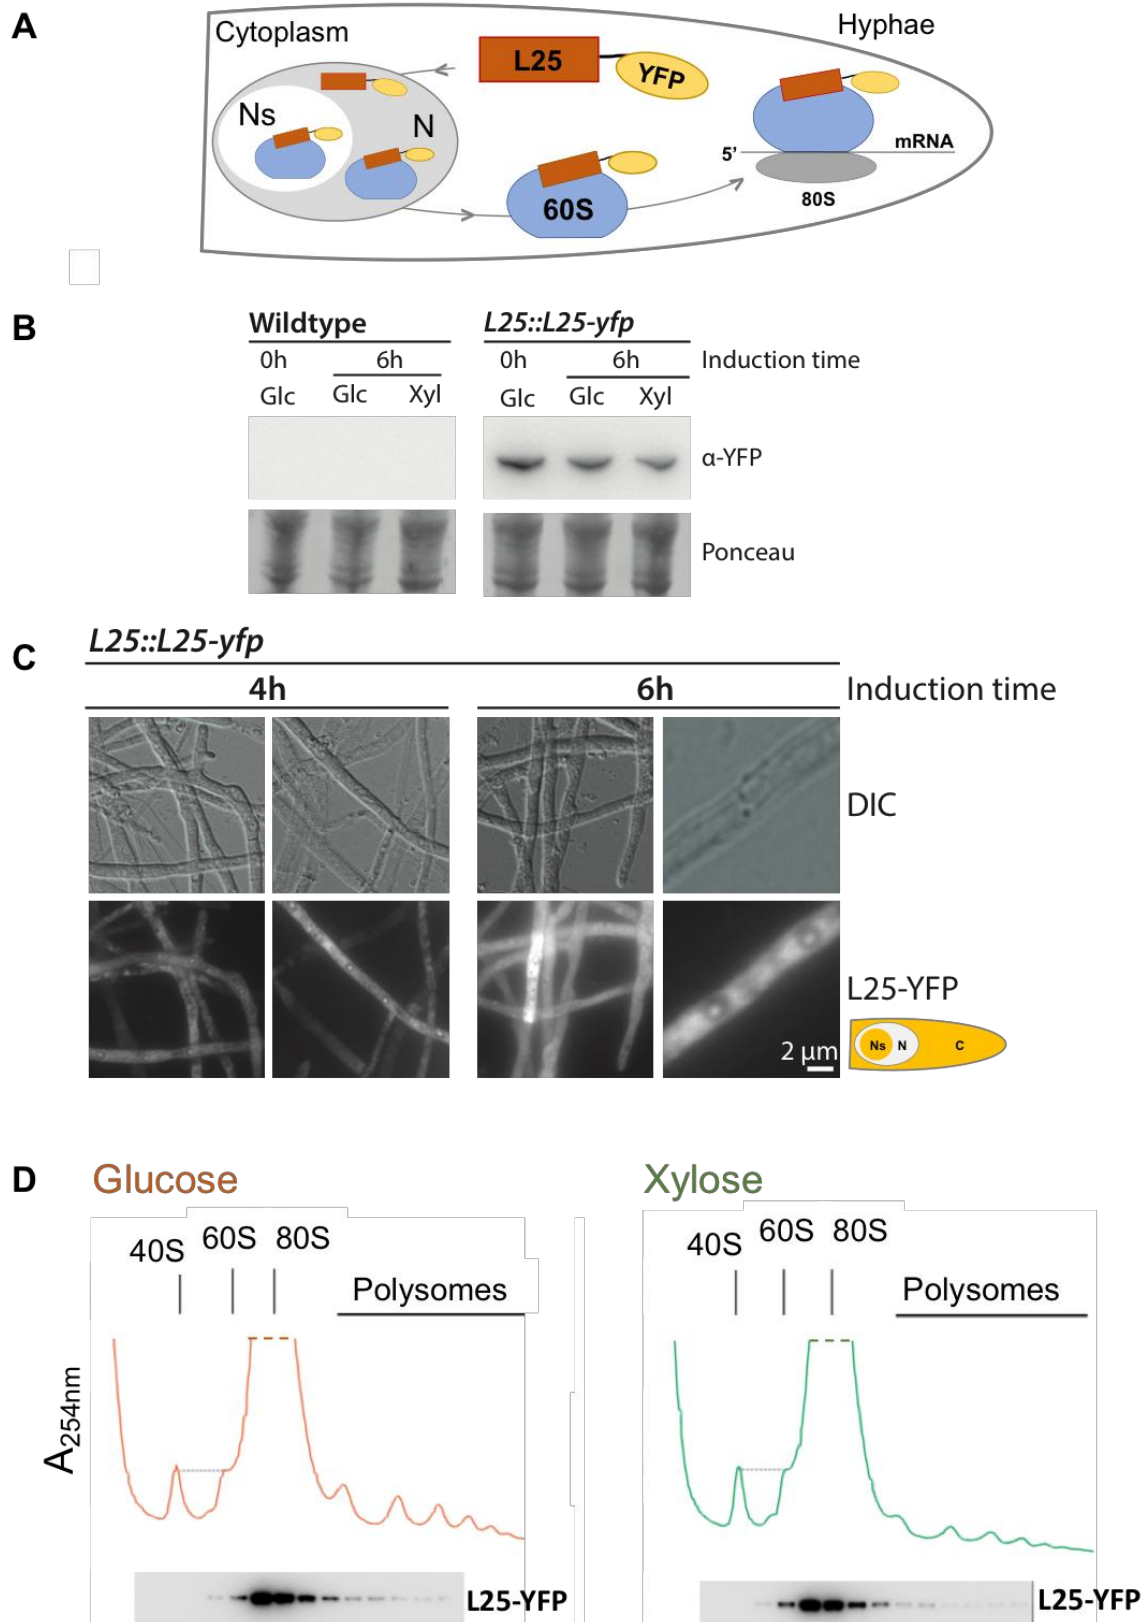 A
Cytoplasm
Hyphae
L25
YFP
Ns
N
5’
mRNA
60S
80S
B
Wildtype
L25::L25-yfp
0h
6h
0h
6h
Induction time
Glc
Glc
Xyl
Glc
Glc
Xyl
α-YFP
Ponceau
L25::L25-yfp
C
4h
6h
Induction time
DIC
L25-YFP
Ns
N
C
2 µm
D
Glucose
Xylose
40S
60S
80S
40S
60S
80S
Polysomes
Polysomes
A254nm
L25-YFP
L25-YFP